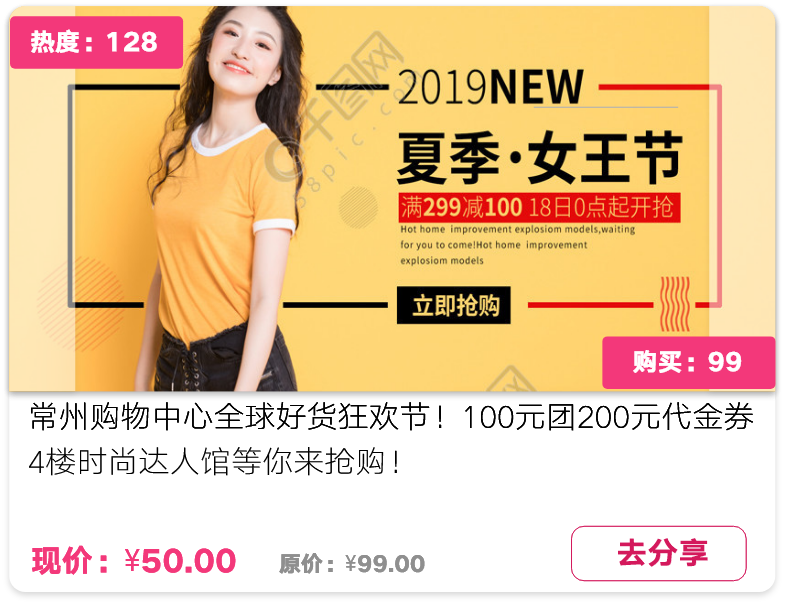 热度：128
千图网
58pic.com
2019NEW
夏季·女王节
满299减100 18日0点起开抢
Hot home improvement explosiom models,waiting
for you to come!Hot home improvement
explosiom models
立即抢购
购买：99
常州购物中心全球好货狂欢节！100元团200元代金券
4楼时尚达人馆等你来抢购！
现价：¥50.00
原价：¥99.00
去分享